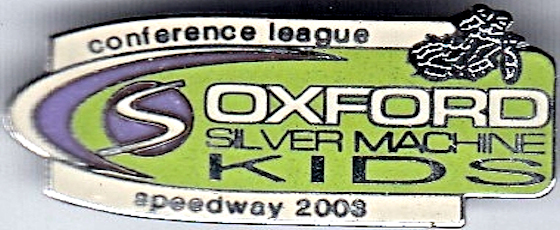 conference league
S
OXFORD
SILVER MACHINE
KIDS
speedway 2003